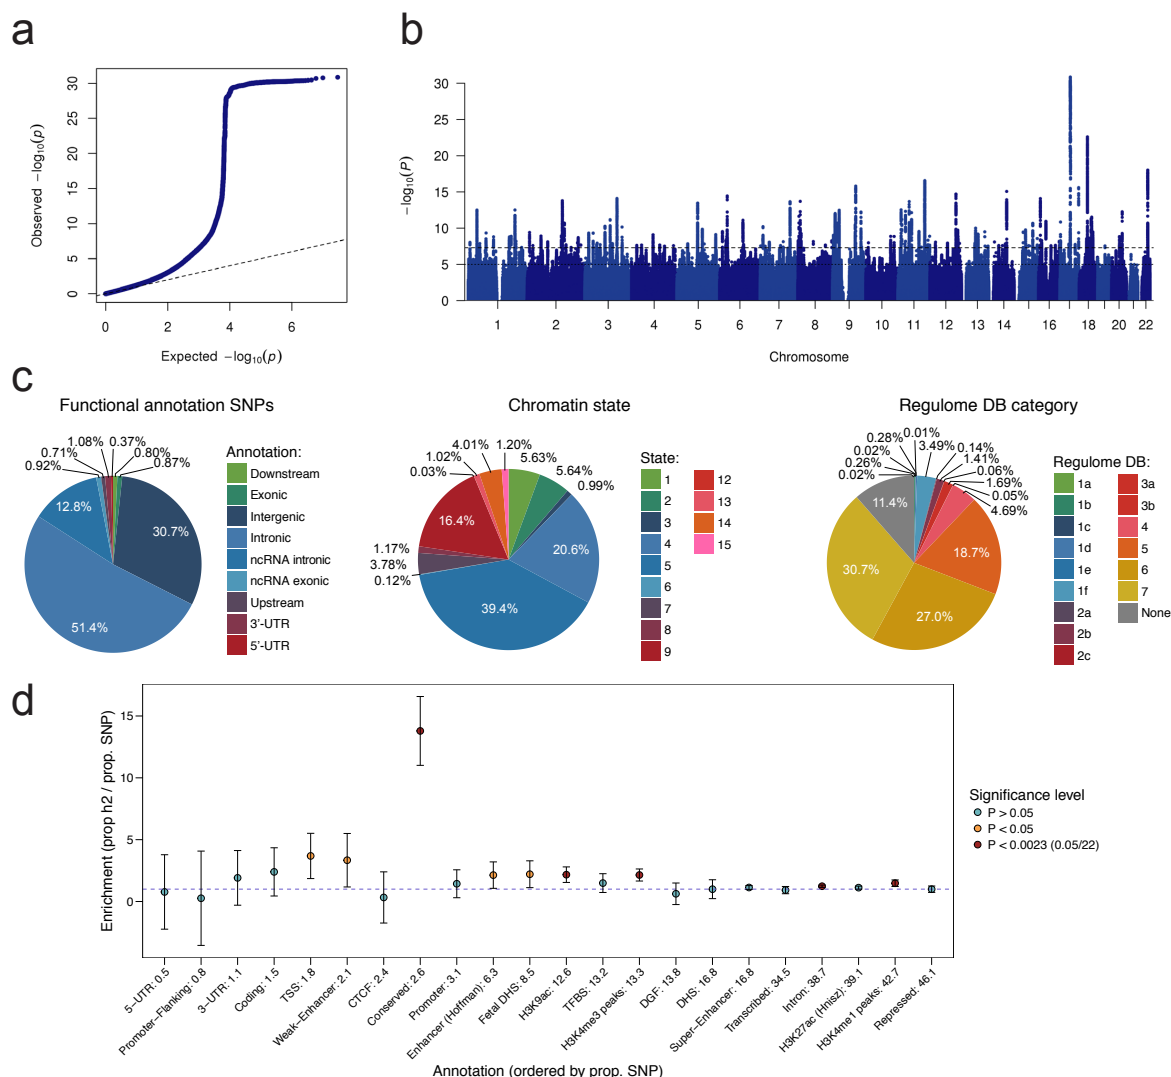 a
b
30
25
20
15
10
5
0
Observed −log10(p)
0
2
4
6
Expected −log10(p)
30
25
20
15
10
5
0
−log10(P)
1
2
3
4
5
6
7
8
9
10
11
12
13
14
16
18
20
22
Chromosome
c
Functional annotation SNPs
1.08%
0.37%
0.71%
0.80%
0.92%
0.87%
12.8%
30.7%
51.4%
Annotation:
Downstream
Exonic
Intergenic
Intronic
ncRNA intronic
ncRNA exonic
Upstream
3'-UTR
5'-UTR
Chromatin state
4.01%
1.20%
1.02%
5.63%
0.03%
5.64%
0.99%
16.4%
20.6%
1.17%
3.78%
0.12%
39.4%
State:
1
2
3
4
5
6
7
8
9
12
13
14
15
Regulome DB category
0.01%
0.28%
3.49%
0.02%
0.14%
0.26%
1.41%
0.02%
0.06%
1.69%
0.05%
4.69%
11.4%
18.7%
30.7%
27.0%
Regulome DB:
1a
1b
1c
1d
1e
1f
2a
2b
2c
3a
3b
4
5
6
7
None
d
15
10
5
0
Enrichment (prop h2 / prop. SNP)
5−UTR: 0.5
Promoter−Flanking: 0.8
3−UTR: 1.1
Coding: 1.5
TSS: 1.8
Weak−Enhancer: 2.1
CTCF: 2.4
Conserved: 2.6
Promoter: 3.1
Enhancer (Hoffman): 6.3
Fetal DHS: 8.5
H3K9ac: 12.6
TFBS: 13.2
H3K4me3 peaks: 13.3
DGF: 13.8
DHS: 16.8
Super−Enhancer: 16.8
Transcribed: 34.5
Intron: 38.7
H3K27ac (Hnisz): 39.1
H3K4me1 peaks: 42.7
Repressed: 46.1
Annotation (ordered by prop. SNP)
Significance level
P > 0.05
P < 0.05
P < 0.0023 (0.05/22)